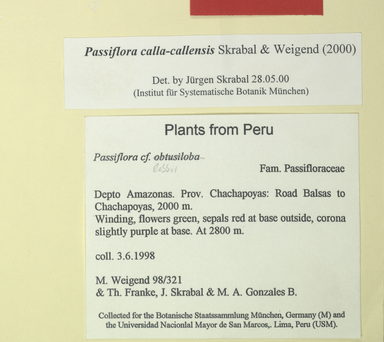 Passiflora calla-callensis Skrabal & Weigend (2000)
Det. by Jürgen Skrabal 28.05.00
(Institut für Systematische Botanik München)
Plants from Peru
Passiflora cf. obtusiloba
Fam. Passifloraceae
Depto Amazonas. Prov. Chachapoyas: Road Balsas to
Chachapoyas, 2000 m.
Winding, flowers green, sepals red at base outside, corona
slightly purple at base. At 2800 m.
coll. 3.6.1998
M. Weigend 98/321
& Th. Franke, J. Skrabal & M. A. Gonzales B.
Collected for the Botanische Staatssammlung München, Germany (M) and
the Universidad Nacionlal Mayor de San Marcos,. Lima, Peru (USM).